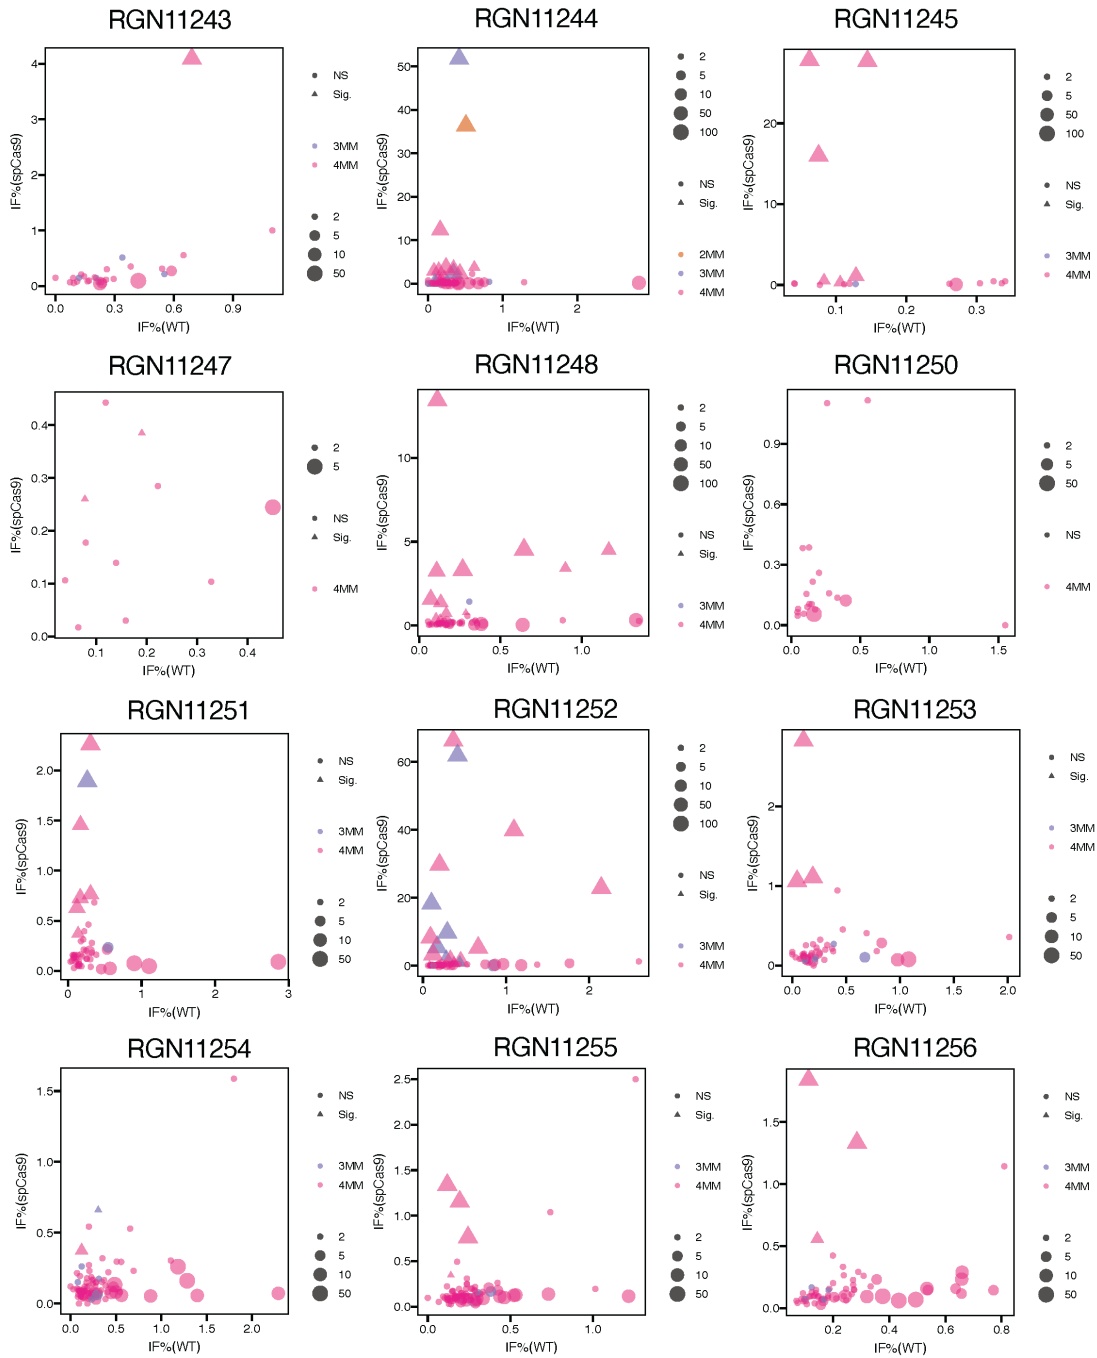 RGN11243
RGN11244
RGN11245
IF%(spCas9)
4
3
2
1
0
0.0
0.3
0.6
0.9
IF%(WT)
NS
Sig.
3MM
4MM
2
5
10
50
IF%(spCas9)
50
40
30
20
10
0
0
1
2
IF%(WT)
2
5
10
50
100
NS
Sig.
2MM
3MM
4MM
IF%(spCas9)
20
10
0
0.1
0.2
0.3
IF%(WT)
2
5
10
50
100
NS
Sig.
3MM
4MM
RGN11247
RGN11248
RGN11250
IF%(spCas9)
0.4
0.3
0.2
0.1
0.0
0.1
0.2
0.3
0.4
IF%(WT)
2
5
NS
Sig.
4MM
IF%(spCas9)
10
5
0
0.0
0.5
1.0
IF%(WT)
2
5
10
50
100
NS
Sig.
3MM
4MM
IF%(spCas9)
0.9
0.6
0.3
0.0
0.0
0.5
1.0
1.5
IF%(WT)
2
5
50
NS
4MM
RGN11251
RGN11252
RGN11253
IF%(spCas9)
2.0
1.5
1.0
0.5
0.0
0
1
2
3
IF%(WT)
NS
Sig.
3MM
4MM
2
5
10
50
IF%(spCas9)
60
40
20
0
0
1
2
IF%(WT)
2
5
10
50
100
NS
Sig.
3MM
4MM
IF%(spCas9)
2
1
0
0.0
0.5
1.0
1.5
2.0
IF%(WT)
NS
Sig.
3MM
4MM
2
5
10
50
RGN11254
RGN11255
RGN11256
IF%(spCas9)
1.5
1.0
0.5
0.0
0.0
0.5
1.0
1.5
2.0
IF%(WT)
NS
Sig.
3MM
4MM
2
5
10
50
IF%(spCas9)
2.5
2.0
1.5
1.0
0.5
0.0
0.0
0.5
1.0
IF%(WT)
NS
Sig.
3MM
4MM
2
5
10
50
IF%(spCas9)
1.5
1.0
0.5
0.0
0.2
0.4
0.6
0.8
IF%(WT)
NS
Sig.
3MM
4MM
2
5
10
50